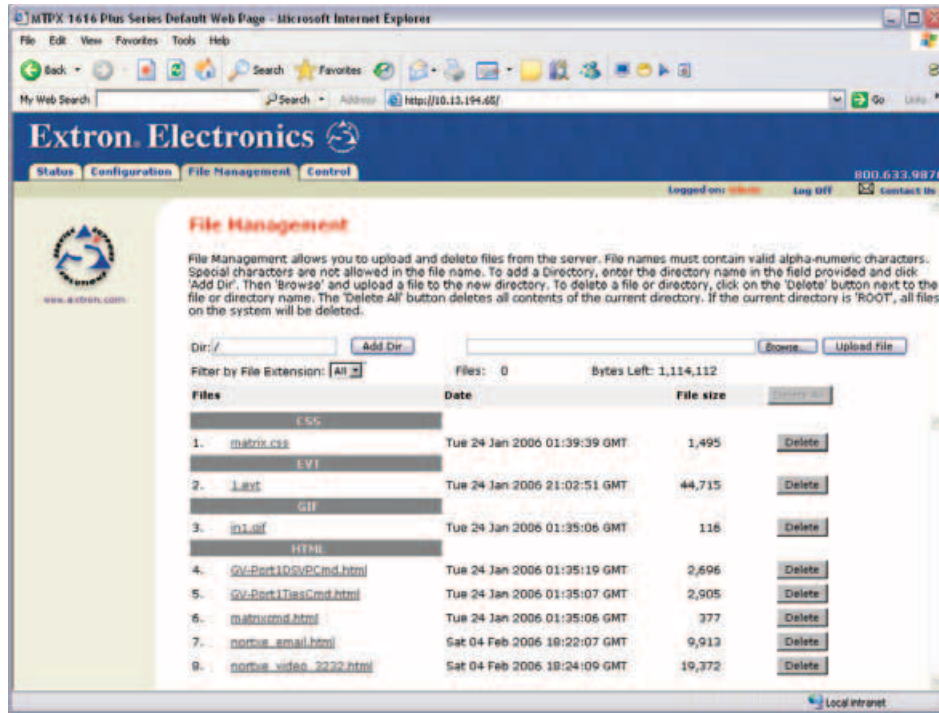 MTPX 1616 Plus Series Default Web Page - Microsoft Internet Explorer
File Edit View Favorites Tools Help
Back Search Favorites
My Web Search Search Address http://10.13.194.65/ Go Links
Extron Electronics
Status Configuration File Management Control
800.633.987
Logged on: Log Off Contact Us
www.extron.com
File Management
File Management allows you to upload and delete files from the server. File names must contain valid alpha-numeric characters.
Special characters are not allowed in the file name. To add a Directory, enter the directory name in the field provided and click
'Add Dir'. Then 'Browse' and upload a file to the new directory. To delete a file or directory, click on the 'Delete' button next to the
file or directory name. The 'Delete All' button deletes all contents of the current directory. If the current directory is 'ROOT', all files
on the system will be deleted.
Dir: / Add Dir Browse... Upload File
Filter by File Extension: All Files: 0 Bytes Left: 1,114,112
Files Date File size Delete All
CSS
1. matrix.css Tue 24 Jan 2006 01:39:39 GMT 1,495 Delete
EVT
2. 1.evt Tue 24 Jan 2006 21:02:51 GMT 44,715 Delete
GIF
3. in1.gif Tue 24 Jan 2006 01:35:06 GMT 116 Delete
HTML
4. GV-Port1DSVPCmd.html Tue 24 Jan 2006 01:35:19 GMT 2,696 Delete
5. GV-Port1TiesCmd.html Tue 24 Jan 2006 01:35:07 GMT 2,905 Delete
6. matrixcmd.html Tue 24 Jan 2006 01:35:06 GMT 377 Delete
7. nortxe_email.html Sat 04 Feb 2006 18:22:07 GMT 9,913 Delete
8. nortxe_video_3232.html Sat 04 Feb 2006 18:24:09 GMT 19,372 Delete
Local intranet